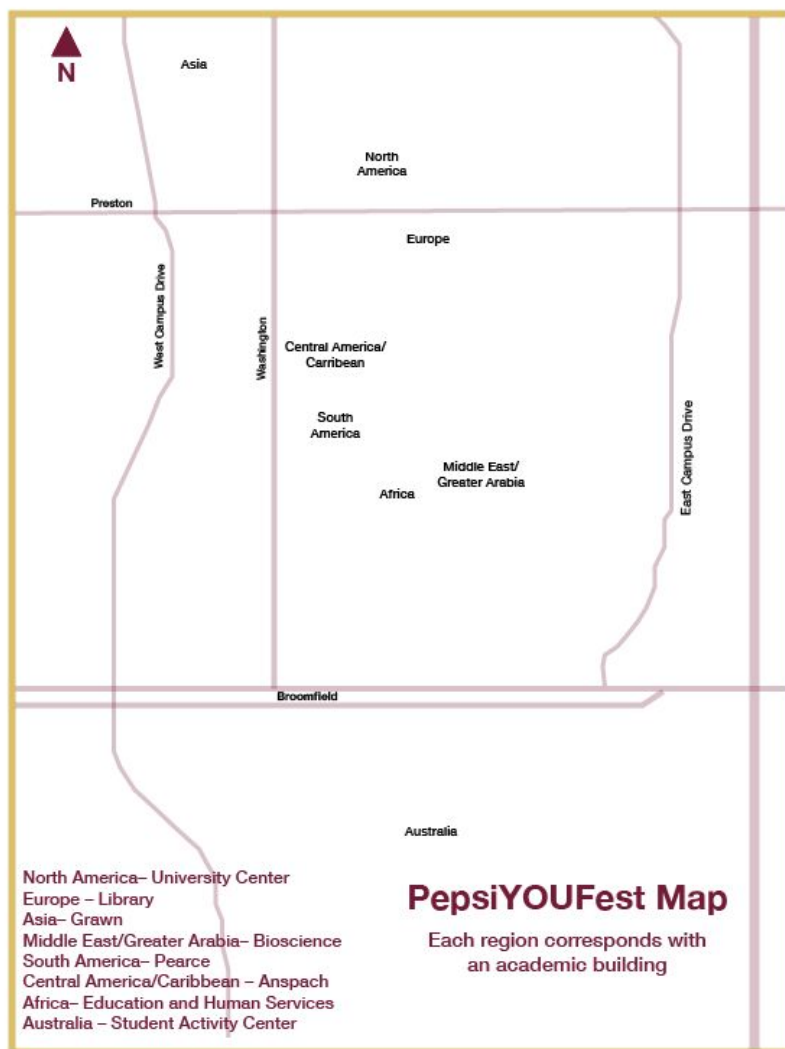 N
Asia
North
America
Preston
Europe
West Campus Drive
Washington
Central America/
Carribean
South
America
Middle East/
Greater Arabia
Africa
East Campus Drive
Broomfield
Australia
North America– University Center
Europe – Library
Asia– Grawn
Middle East/Greater Arabia– Bioscience
South America– Pearce
Central America/Caribbean – Anspach
Africa– Education and Human Services
Australia – Student Activity Center
PepsiYOUFest Map
Each region corresponds with
an academic building